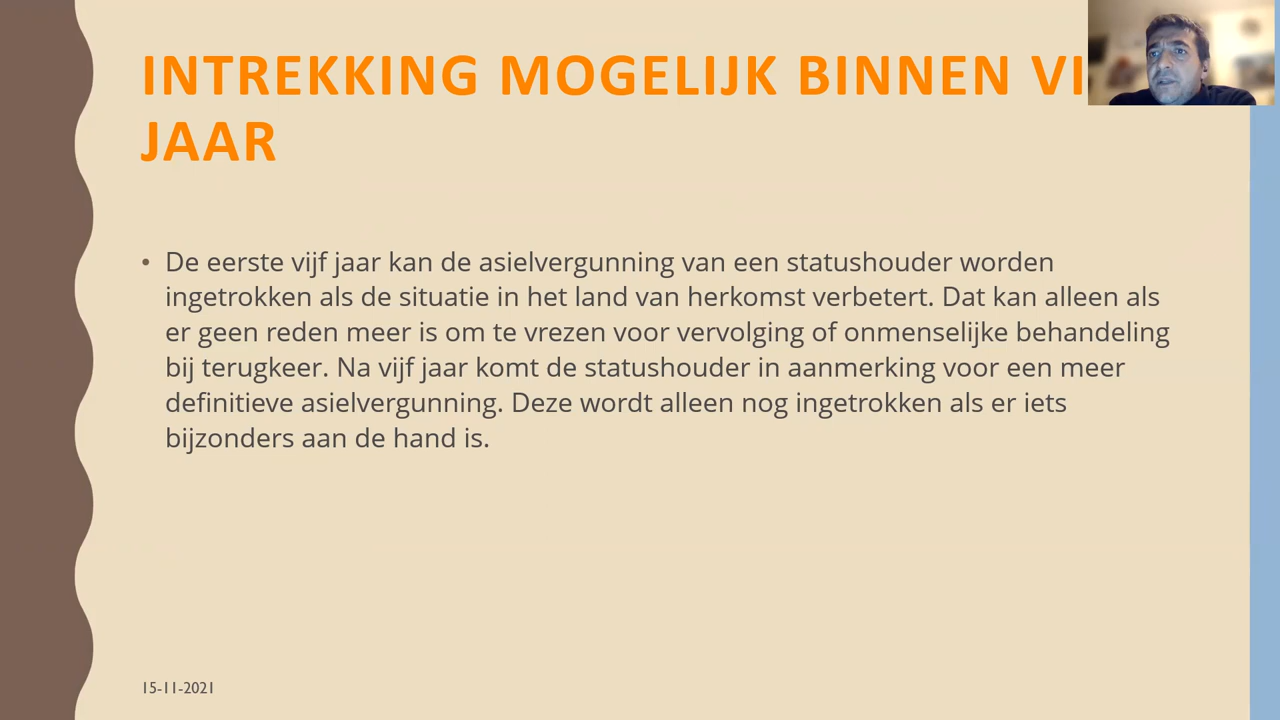 INTREKKING MOGELIJK BINNEN
JAAR
• De eerste vijf jaar kan de asielvergunning van een statushouder worden
ingetrokken als de situatie in het land van herkomst verbetert. Dat kan alleen als
er geen reden meer is om te vrezen voor vervolging of onmenselijke behandeling
bij terugkeer. Na vijf jaar komt de statushouder in aanmerking voor een meer
definitieve asielvergunning. Deze wordt alleen nog ingetrokken als er iets
bijzonders aan de hand is.
15-11-2021